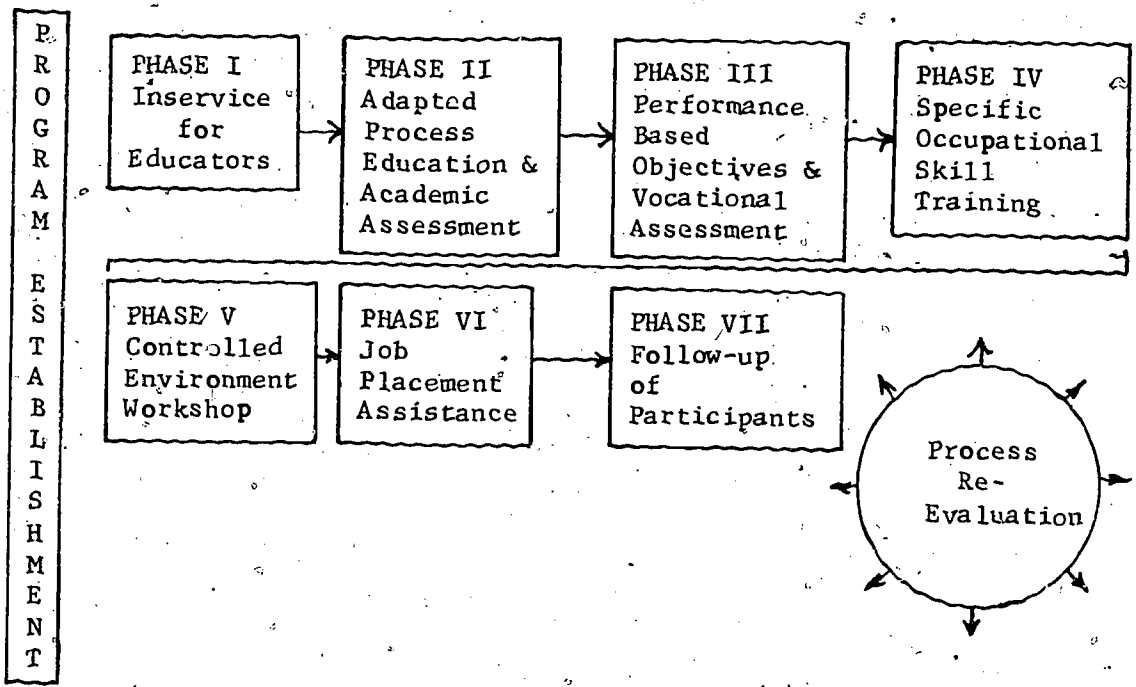 PROGRAM ESTABLISHMENT
PHASE I
Inservice
for
Educators
PHASE II
Adapted
Process
Education &
Academic
Assessment
PHASE III
Performance
Based
Objectives &
Vocational
Assessment
PHASE IV
Specific
Occupational
Skill
Training
PHASE V
Controlled
Environment
Workshop
PHASE VI
Job
Placement
Assistance
PHASE VII
Follow-up
of
Participants
Process
Re-
Evaluation